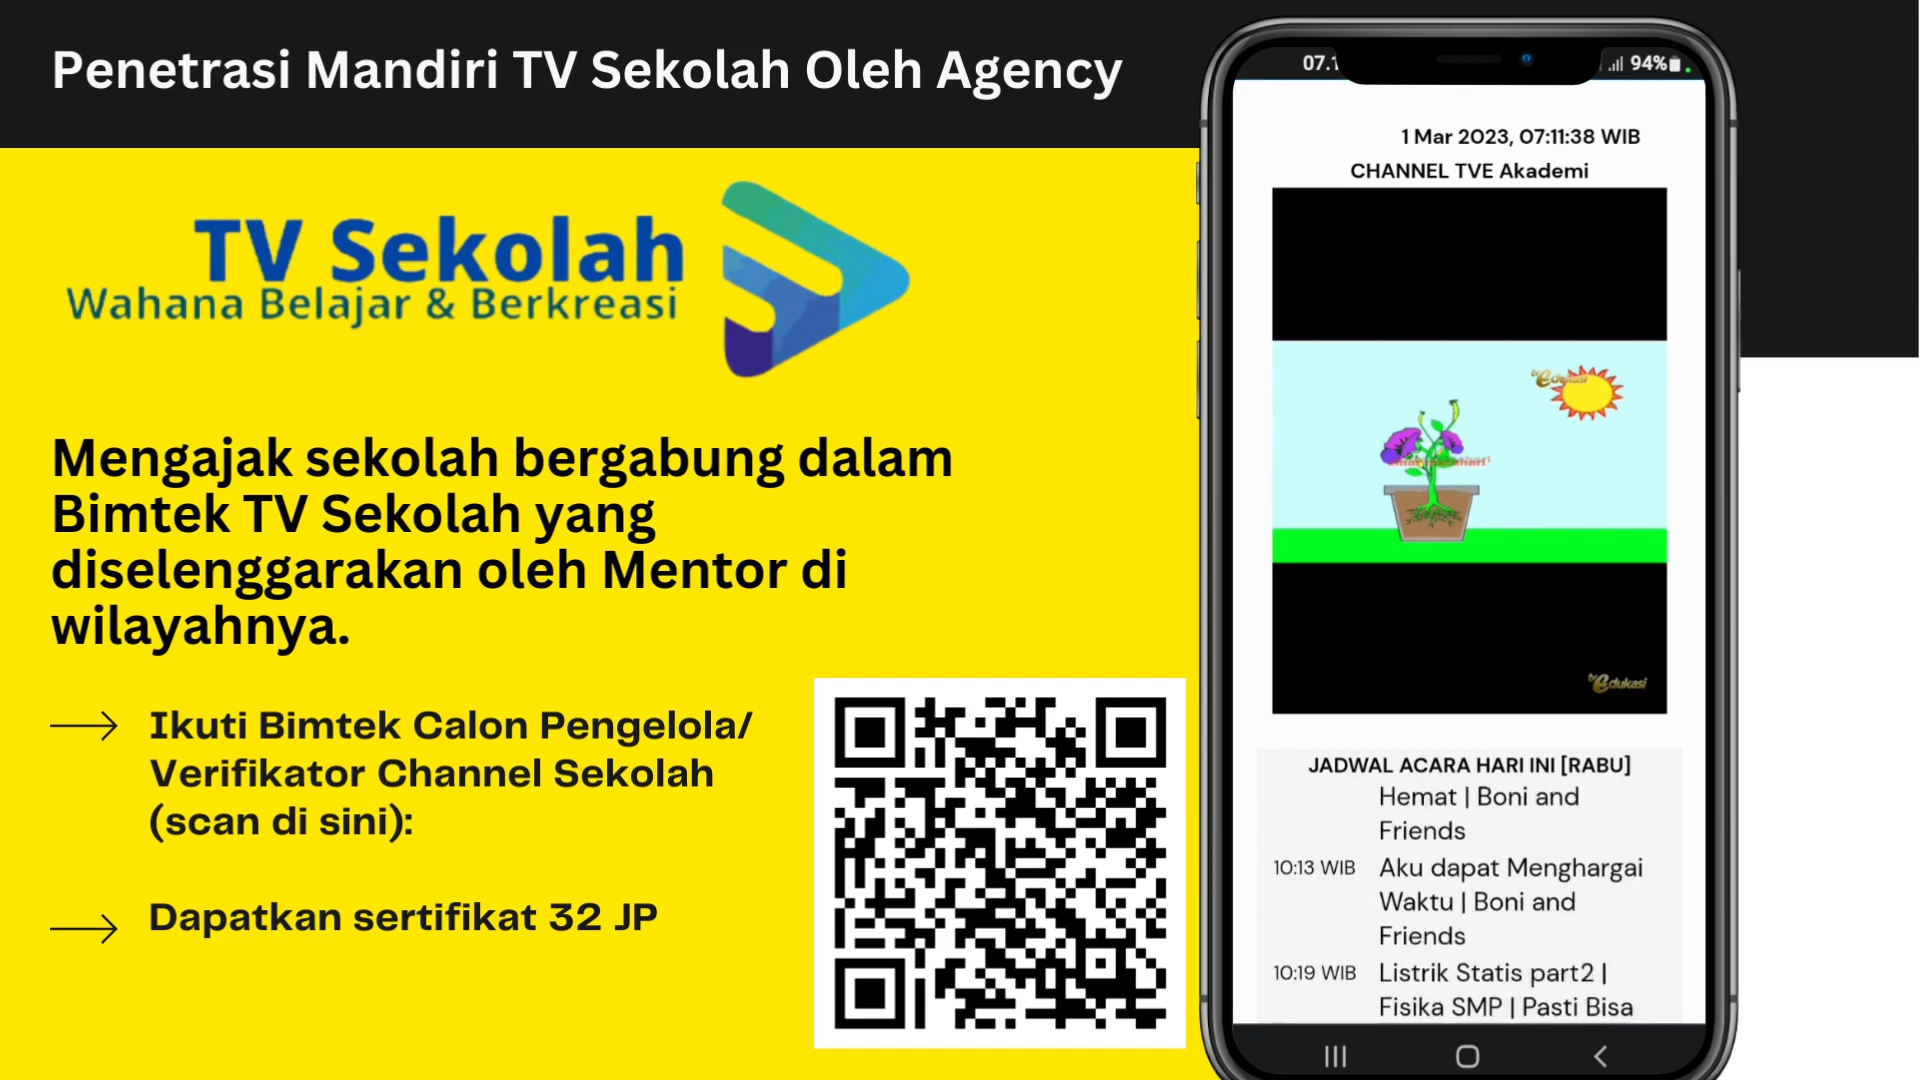 Penetrasi Mandiri TV Sekolah Oleh Agency
TV Sekolah
Wahana Belajar & Berkreasi
Mengajak sekolah bergabung dalam
Bimtek TV Sekolah yang
diselenggarakan oleh Mentor di
wilayahnya.
Ikuti Bimtek Calon Pengelola/
Verifikator Channel Sekolah
(scan di sini):
Dapatkan sertifikat 32 JP
94%
1 Mar 2023, 07:11:38 WIB
CHANNEL TVE Akademi
tv edukasi
tv edukasi
JADWAL ACARA HARI INI [RABU]
Hemat | Boni and
Friends
10:13 WIB Aku dapat Menghargai
Waktu | Boni and
Friends
10:19 WIB Listrik Statis part2 |
Fisika SMP | Pasti Bisa